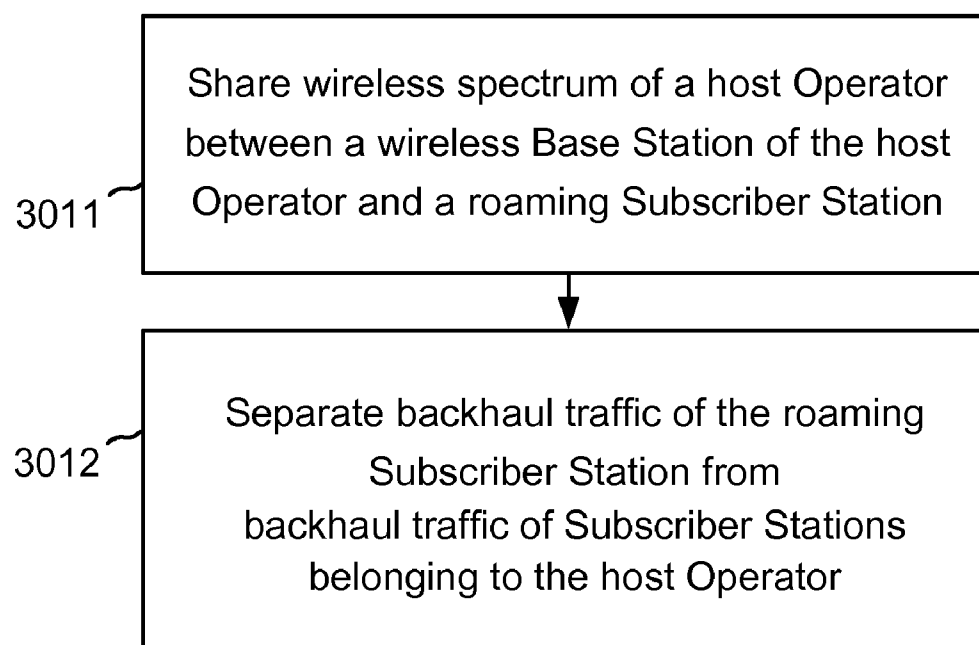 Share wireless spectrum of a host Operator
between a wireless Base Station of the host
Operator and a roaming Subscriber Station
3011
Separate backhaul traffic of the roaming
Subscriber Station from
backhaul traffic of Subscriber Stations
belonging to the host Operator
3012